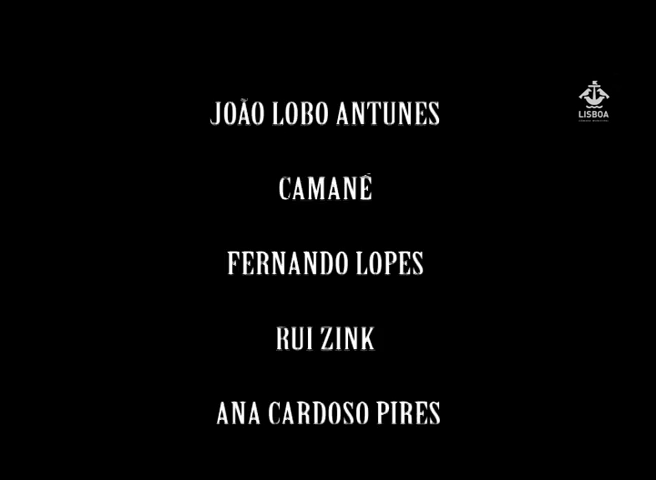 JOÃO LOBO ANTUNES
LISBOA
CAMANÉ
FERNANDO LOPES
RUI ZINK
ANA CARDOSO PIRES